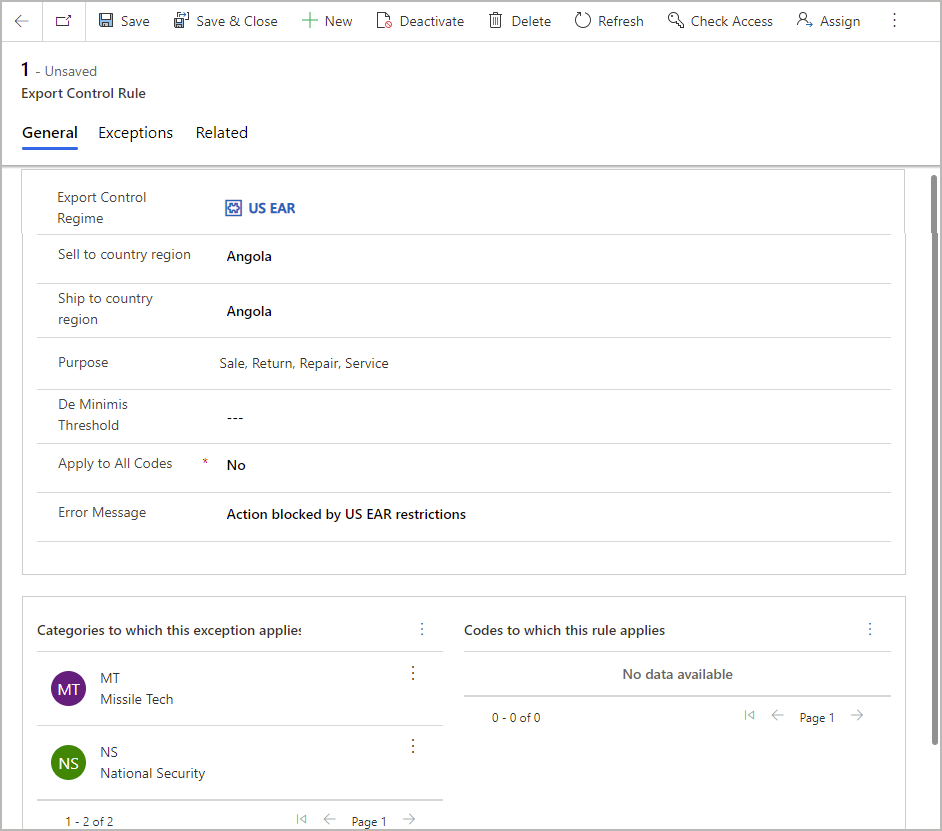 Save
Save & Close
New
Deactivate
Delete
Refresh
Check Access
Assign
1 - Unsaved
Export Control Rule
General
Exceptions
Related
Export Control
Regime
US EAR
Sell to country region
Angola
Ship to country
region
Angola
Purpose
Sale, Return, Repair, Service
De Minimis
Threshold
---
Apply to All Codes *
No
Error Message
Action blocked by US EAR restrictions
Categories to which this exception applies
MT
MT
Missile Tech
NS
NS
National Security
1 - 2 of 2
Page 1
Codes to which this rule applies
No data available
0 - 0 of 0
Page 1